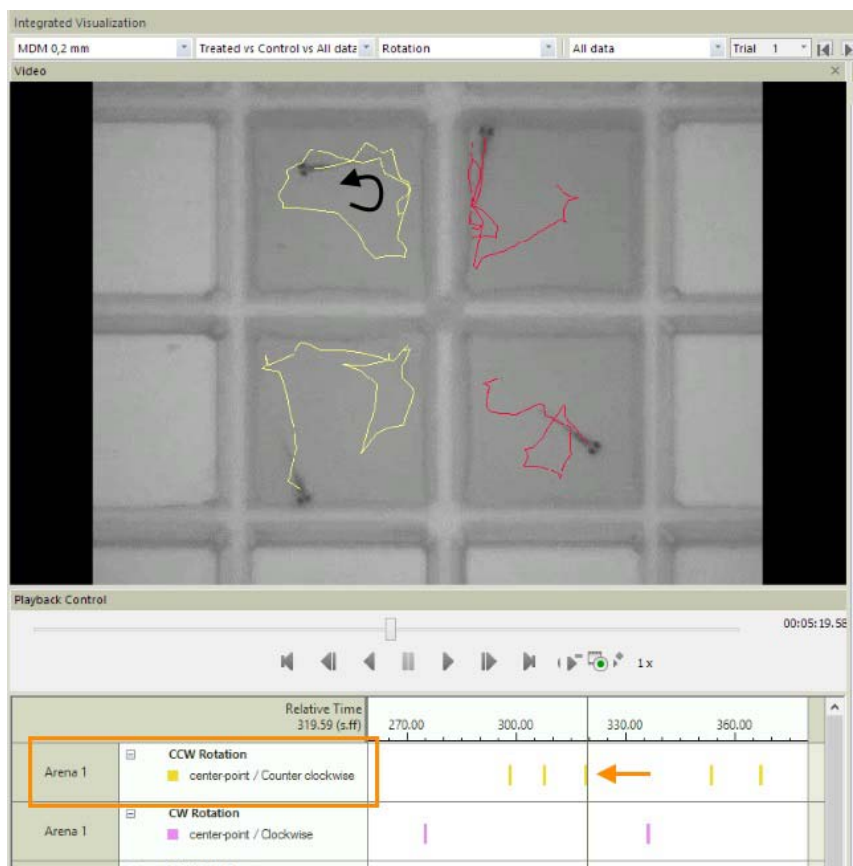 Integrated Visualization
MDM 0,2 mm Treated vs Control vs All data Rotation All data Trial 1
Video
Playback Control
00:05:19.58
1x
Relative Time
319.59 (s.ff) 270.00 300.00 330.00 360.00
CCW Rotation
Arena 1 center-point / Counter clockwise
CW Rotation
Arena 1 center-point / Clockwise